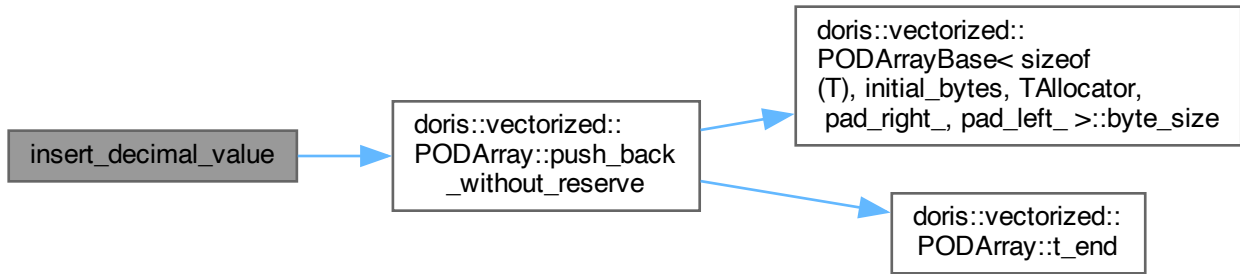 insert_decimal_value
doris::vectorized::
PODArray::push_back
_without_reserve
doris::vectorized::
PODArrayBase< sizeof
(T), initial_bytes, TAllocator,
pad_right_, pad_left_ >::byte_size
doris::vectorized::
PODArray::t_end